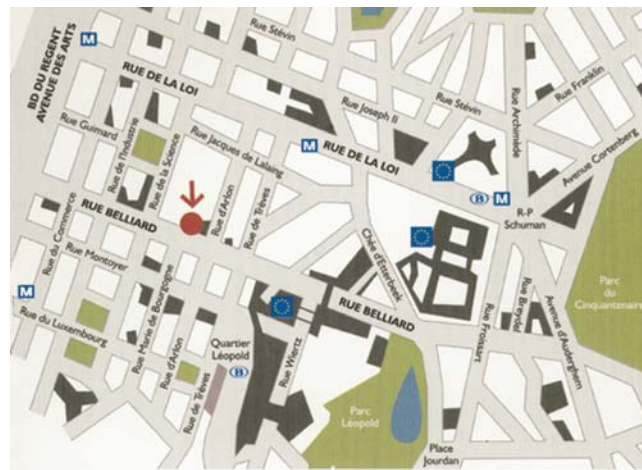 Rue Stévin
M
BD DU REGENT
AVENUE DES ARTS
RUE DE LA LOI
Rue Joseph II
Rue Stévin
Rue Archimède
Rue Franklin
Rue Guimard
Rue de l'Industrie
Rue de la Science
Rue Jacques de Lalaing
M
RUE DE LA LOI
Avenue Cortenberg
B
M
R-P
Schuman
Rue du Commerce
RUE BELLIARD
Rue d'Arlon
Rue de Trèves
Chée d'Etterbeek
Parc
du
Cinquantenaire
Rue Montoyer
M
Rue du Luxembourg
Rue Marie de Bourgogne
Rue d'Arlon
Rue de Trèves
Quartier
Léopold
B
Rue Wiertz
RUE BELLIARD
Rue Froissart
Rue Breydel
Avenue d'Auderghem
Parc
Léopold
Place
Jourdan